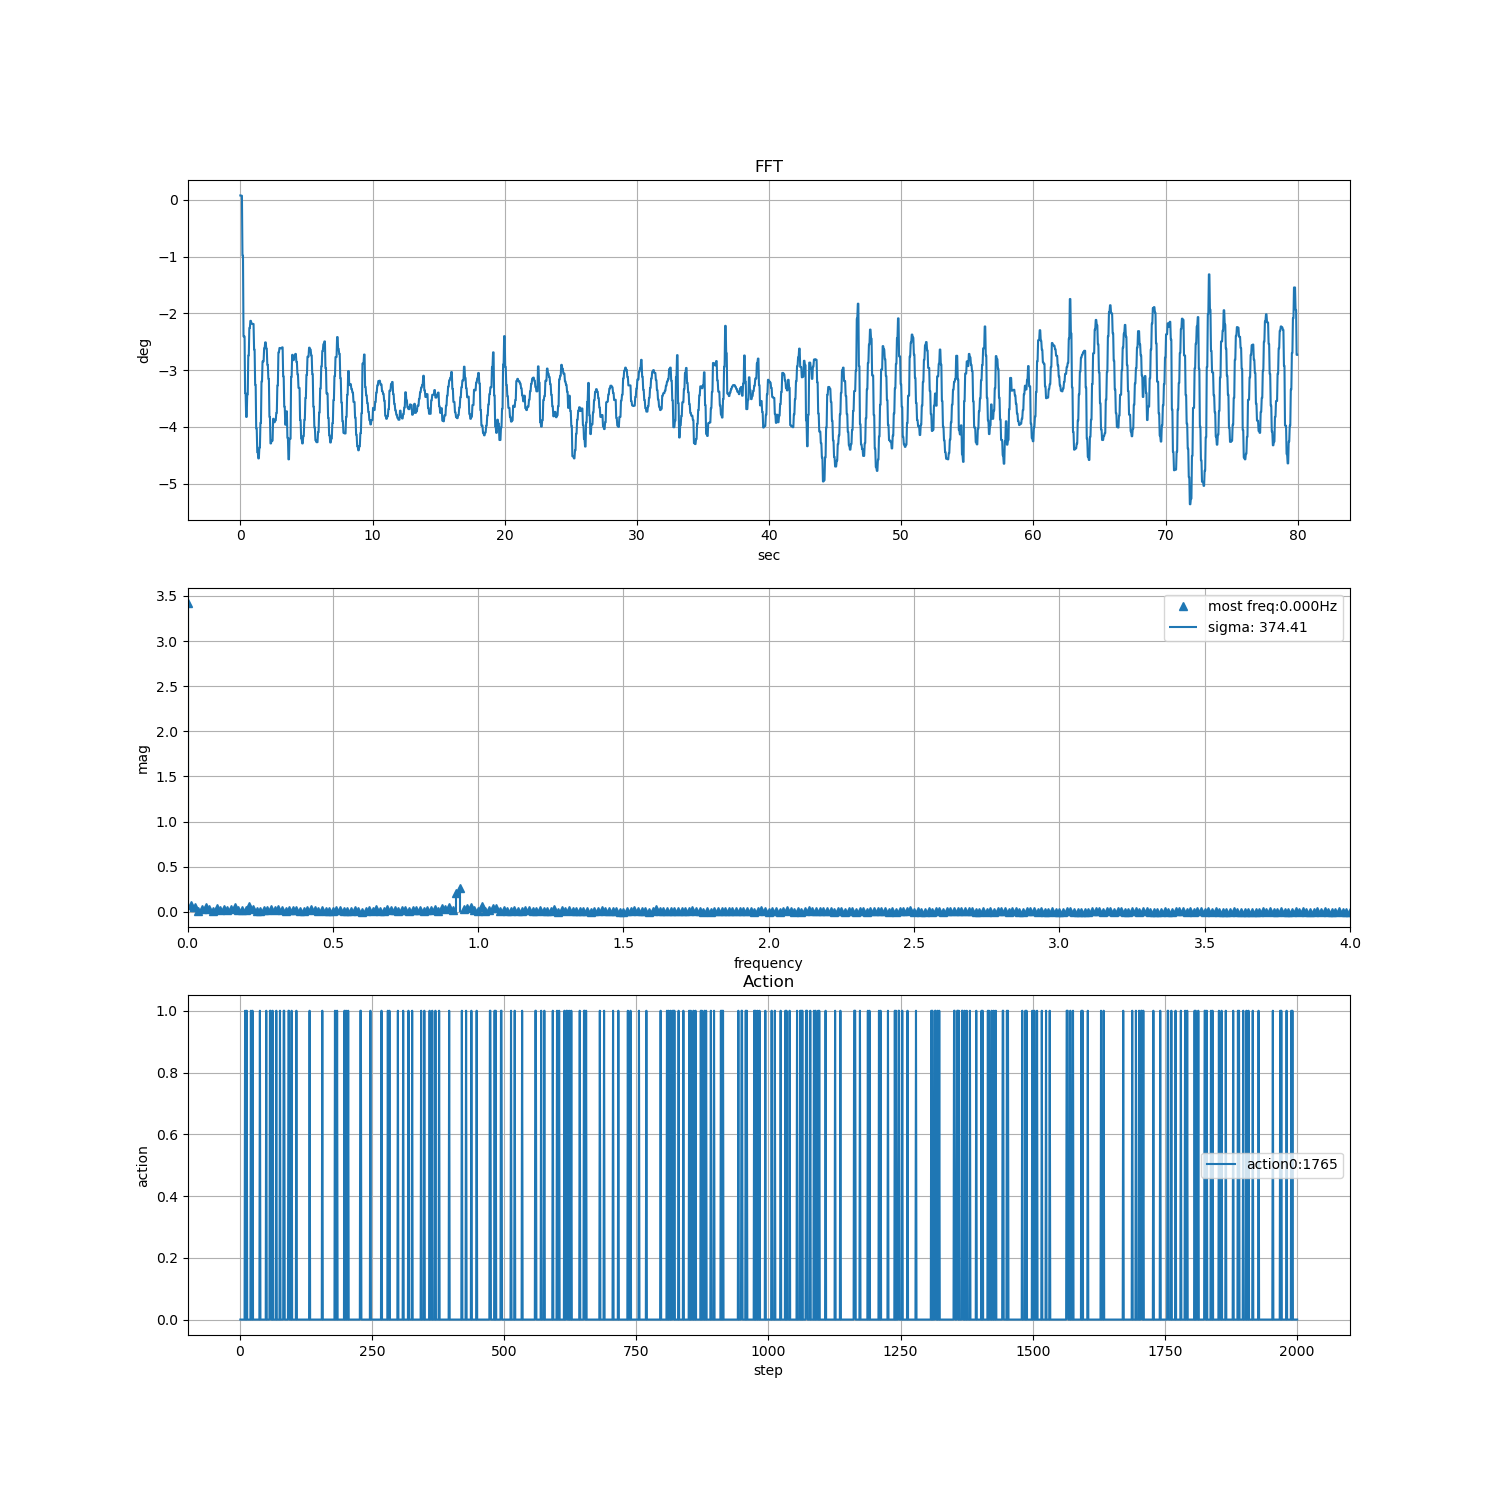 FFT
0
−1
−2
−3
−4
−5
deg
0 10 20 30 40 50 60 70 80
sec
3.5
3.0
2.5
2.0
1.5
1.0
0.5
0.0
mag
most freq:0.000Hz
sigma: 374.41
0.0 0.5 1.0 1.5 2.0 2.5 3.0 3.5 4.0
frequency
Action
1.0
0.8
0.6
0.4
0.2
0.0
action
action0:1765
0 250 500 750 1000 1250 1500 1750 2000
step